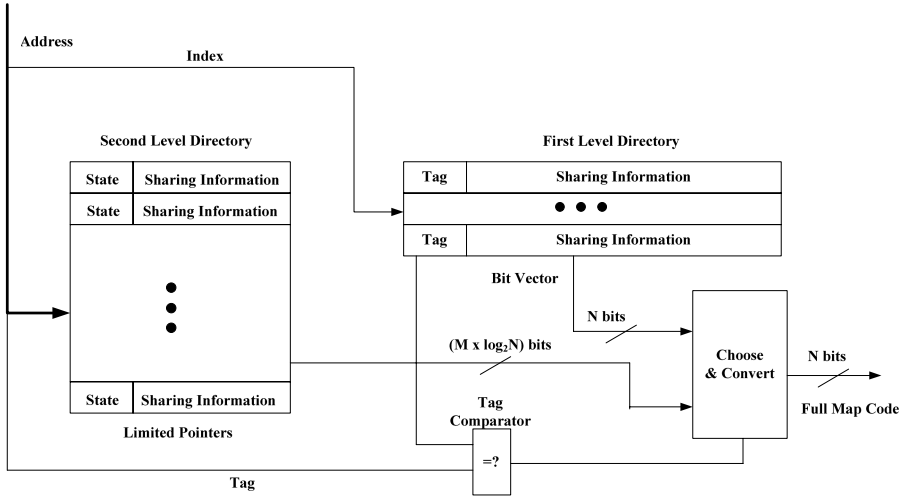 Address
Index
Second Level Directory
First Level Directory
State Sharing Information
Tag Sharing Information
State Sharing Information
Tag Sharing Information
Bit Vector
N bits
(M x log₂N) bits
Choose
& Convert
N bits
Full Map Code
State Sharing Information
Limited Pointers
Tag
Comparator
=?
Tag